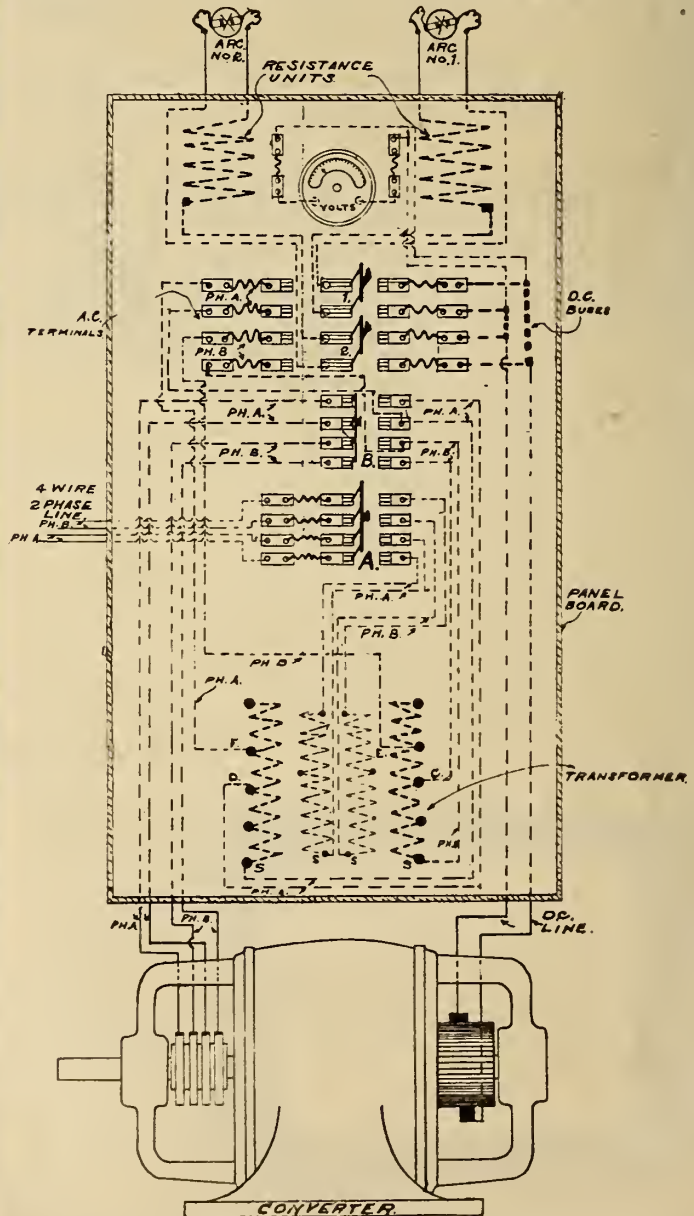 ARC
NO.2.
ARC
NO.1.
RESISTANCE
UNITS.
VOLTS
PH. A.
1.
A.C.
TERMINALS
D.C.
BUSES
PH. B
2.
PH. A.
PH. A.
PH. B.
B.
PH. B.
4 WIRE
2 PHASE
LINE
PH. B.
PH A
A.
PH. A.
PANEL
BOARD.
PH. B.
PH B
PH. A.
F.
E.
D.
C.
TRANSFORMER.
S
S
S
S
PH.A.
PH. B.
D.C.
LINE.
CONVERTER.